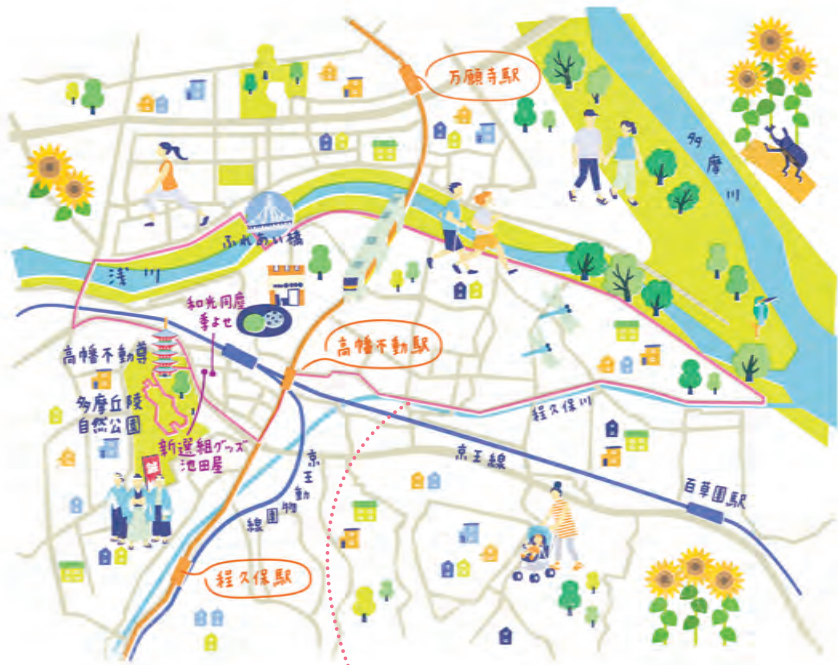 万願寺駅
多摩川
ふれあい橋
浅川
和光同塵
季よせ
高幡不動尊
高幡不動駅
多摩丘陵
自然公園
程久保川
新選組グッズ
池田屋
京王線
京王動物園線
百草園駅
誠
程久保駅